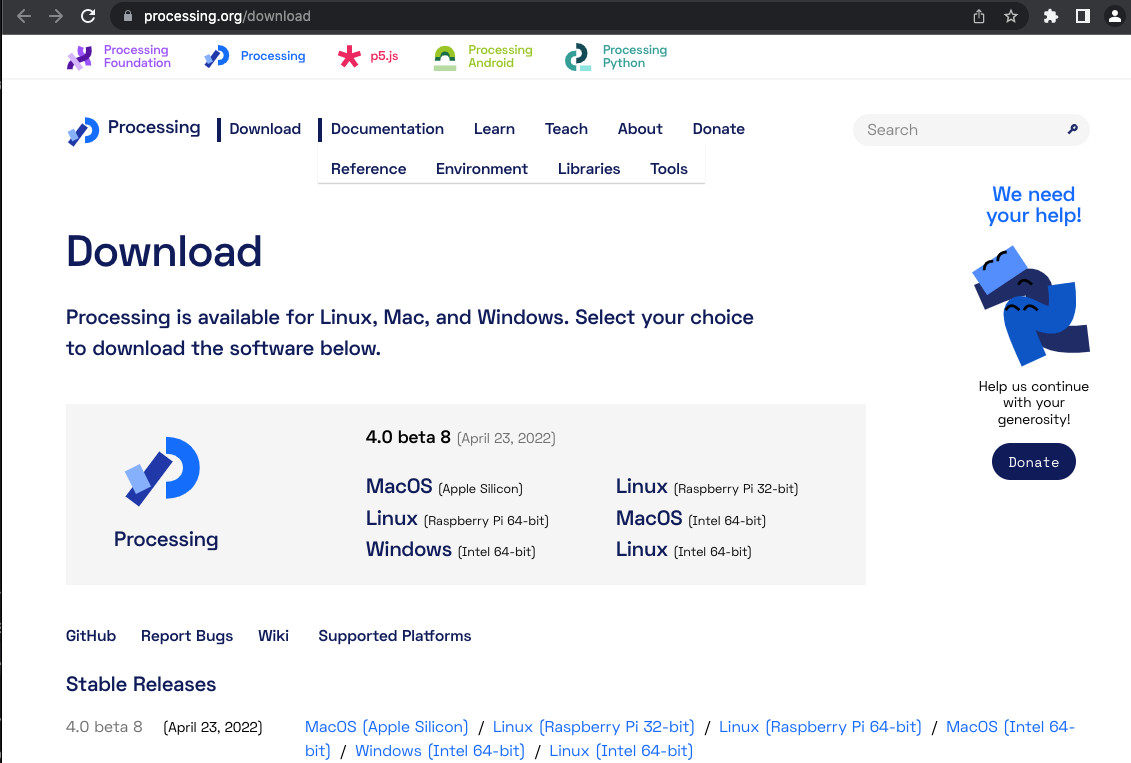 processing.org/download
Processing Foundation
Processing
p5.js
Processing Android
Processing Python
Processing
Download
Documentation
Learn
Teach
About
Donate
Search
Reference
Environment
Libraries
Tools
We need
your help!
Download
Processing is available for Linux, Mac, and Windows. Select your choice
to download the software below.
Help us continue
with your
generosity!
Donate
Processing
4.0 beta 8 (April 23, 2022)
MacOS (Apple Silicon)
Linux (Raspberry Pi 32-bit)
Linux (Raspberry Pi 64-bit)
MacOS (Intel 64-bit)
Windows (Intel 64-bit)
Linux (Intel 64-bit)
GitHub
Report Bugs
Wiki
Supported Platforms
Stable Releases
4.0 beta 8 (April 23, 2022) MacOS (Apple Silicon) / Linux (Raspberry Pi 32-bit) / Linux (Raspberry Pi 64-bit) / MacOS (Intel 64-
bit) / Windows (Intel 64-bit) / Linux (Intel 64-bit)